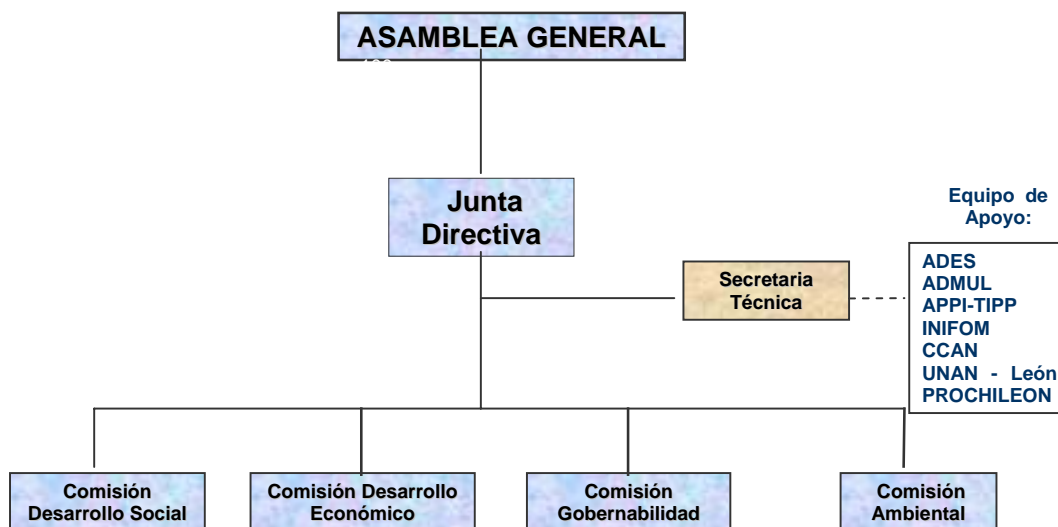 ASAMBLEA GENERAL
Junta
Directiva
Equipo de
Apoyo:
Secretaria
Técnica
ADES
ADMUL
APPI-TIPP
INIFOM
CCAN
UNAN - León
PROCHILEON
Comisión
Desarrollo Social
Comisión Desarrollo
Económico
Comisión
Gobernabilidad
Comisión
Ambiental